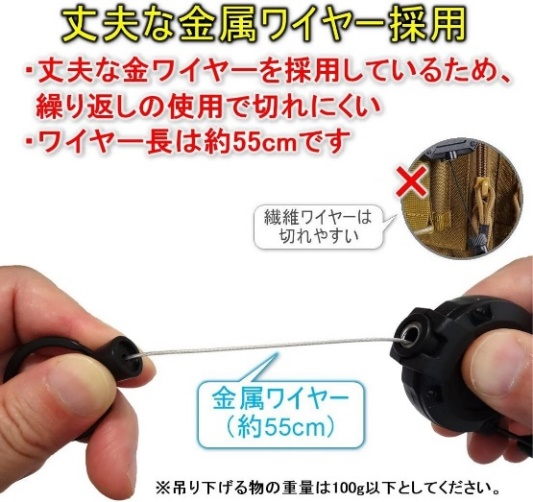 丈夫な金属ワイヤー採用
・丈夫な金ワイヤーを採用しているため、
繰り返しの使用で切れにくい
・ワイヤー長は約55cmです
繊維ワイヤーは
切れやすい
金属ワイヤー
(約55cm)
※吊り下げる物の重量は100g以下としてください。